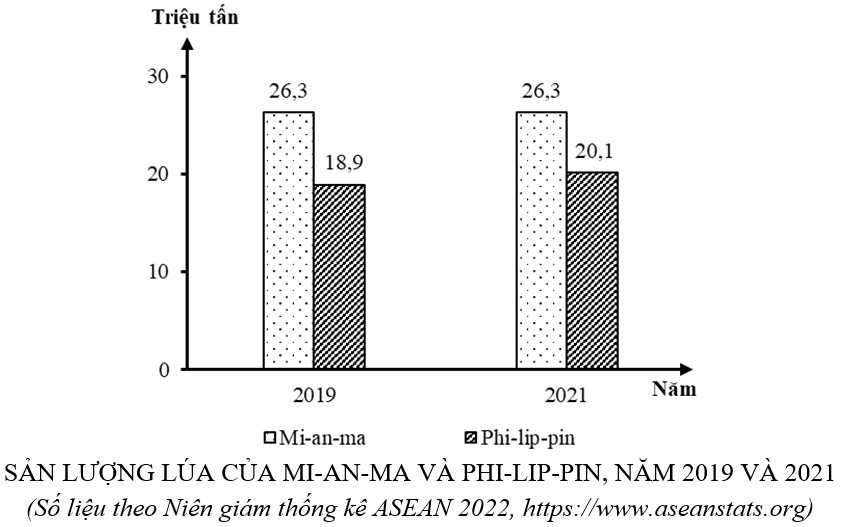 Triệu tấn
30
26,3
26,3
18,9
20,1
20
10
0
2019
2021
Năm
Mi-an-ma
Phi-lip-pin
SẢN LƯỢNG LÚA CỦA MI-AN-MA VÀ PHI-LIP-PIN, NĂM 2019 VÀ 2021
(Số liệu theo Niên giám thống kê ASEAN 2022, https://www.aseanstats.org)